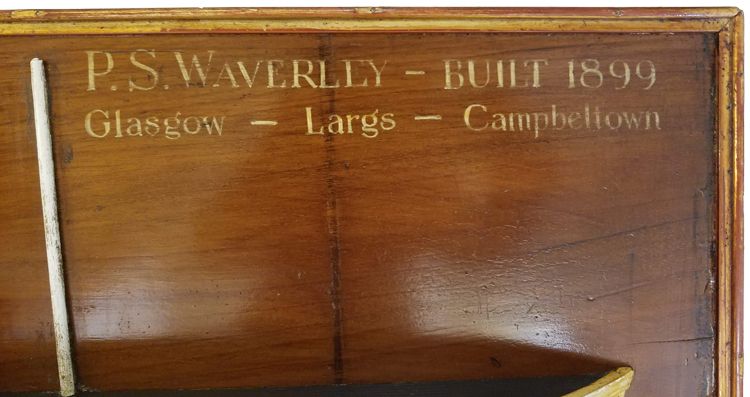 P.S. WAVERLEY – BUILT 1899
Glasgow – Largs – Campbeltown